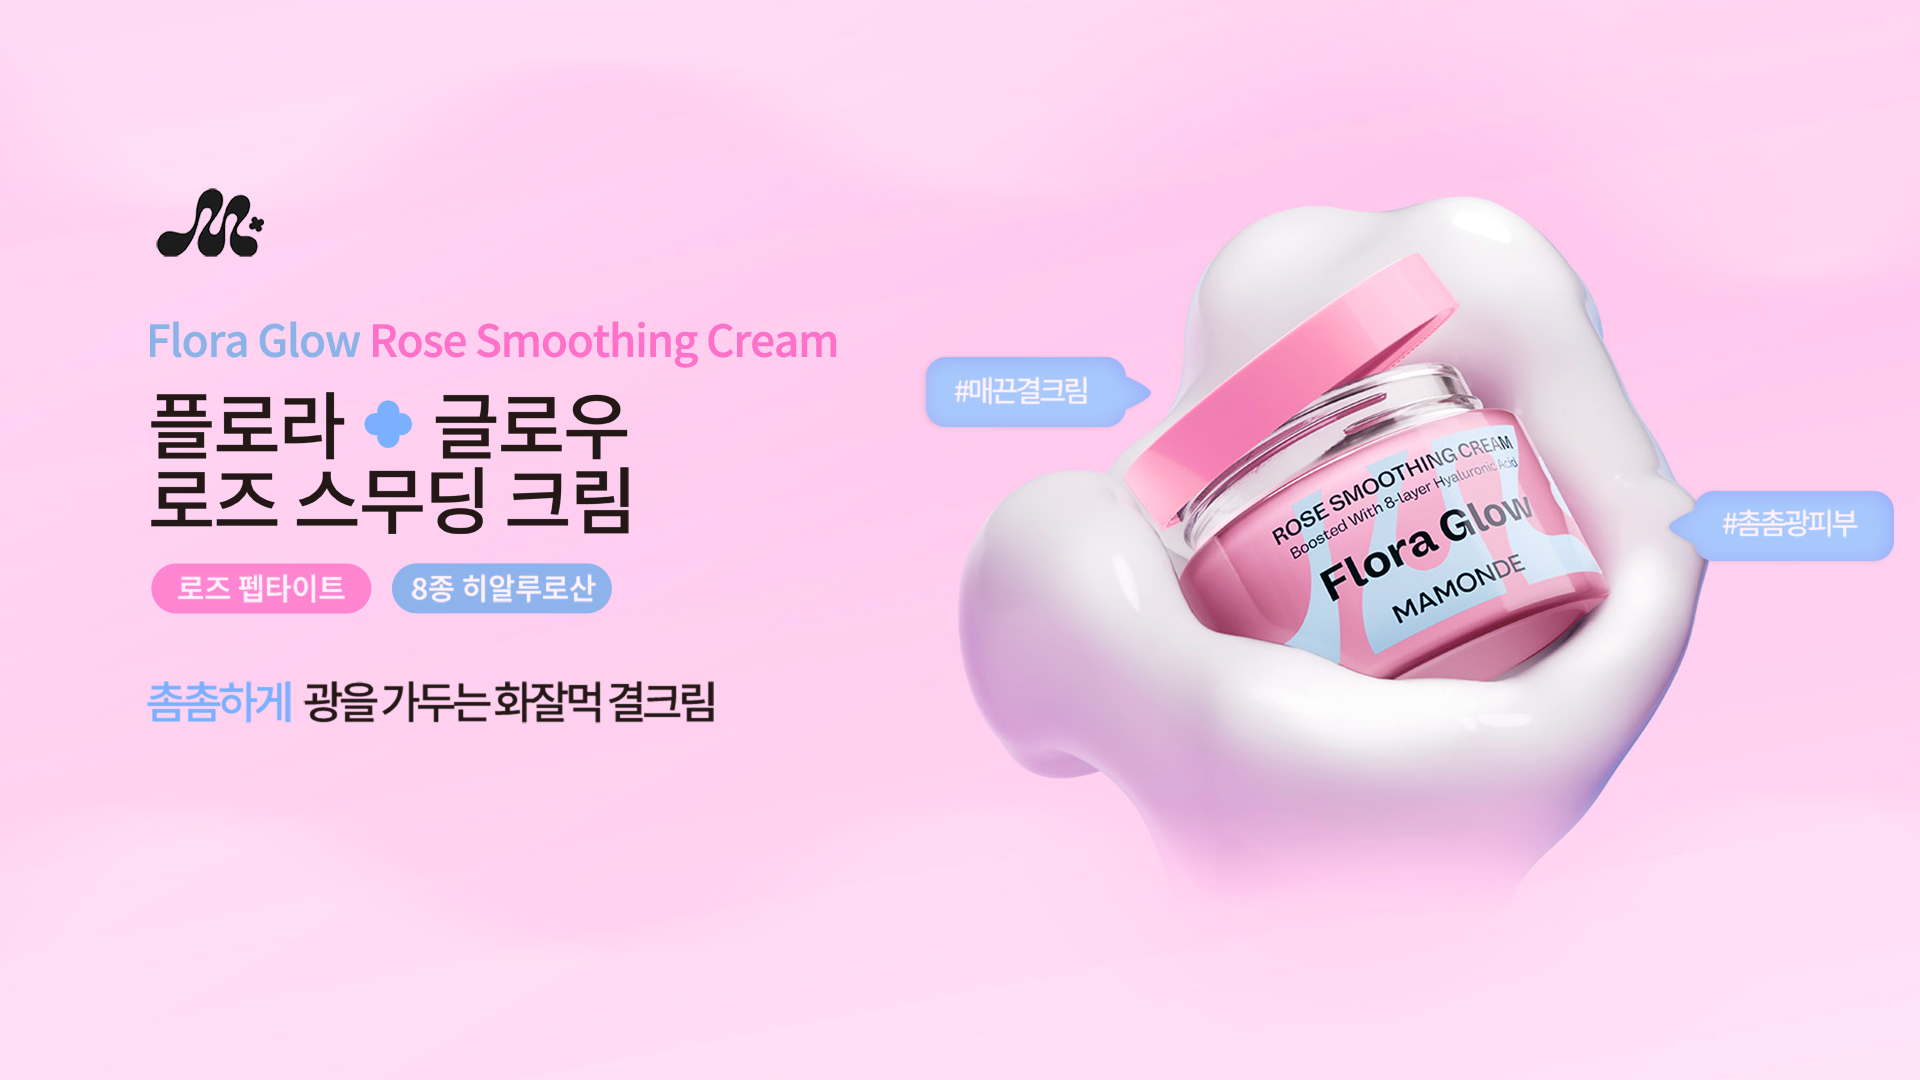 Flora Glow Rose Smoothing Cream
플로라 글로우
로즈 스무딩 크림
로즈 펩타이트
8종 히알루로산
촘촘하게 광을 가두는 화잘먹 결크림
#매끈결크림
ROSE SMOOTHING CREAM
Boosted With 8-layer Hyaluronic Acid
Flora Glow
MAMONDE
#촘촘광피부